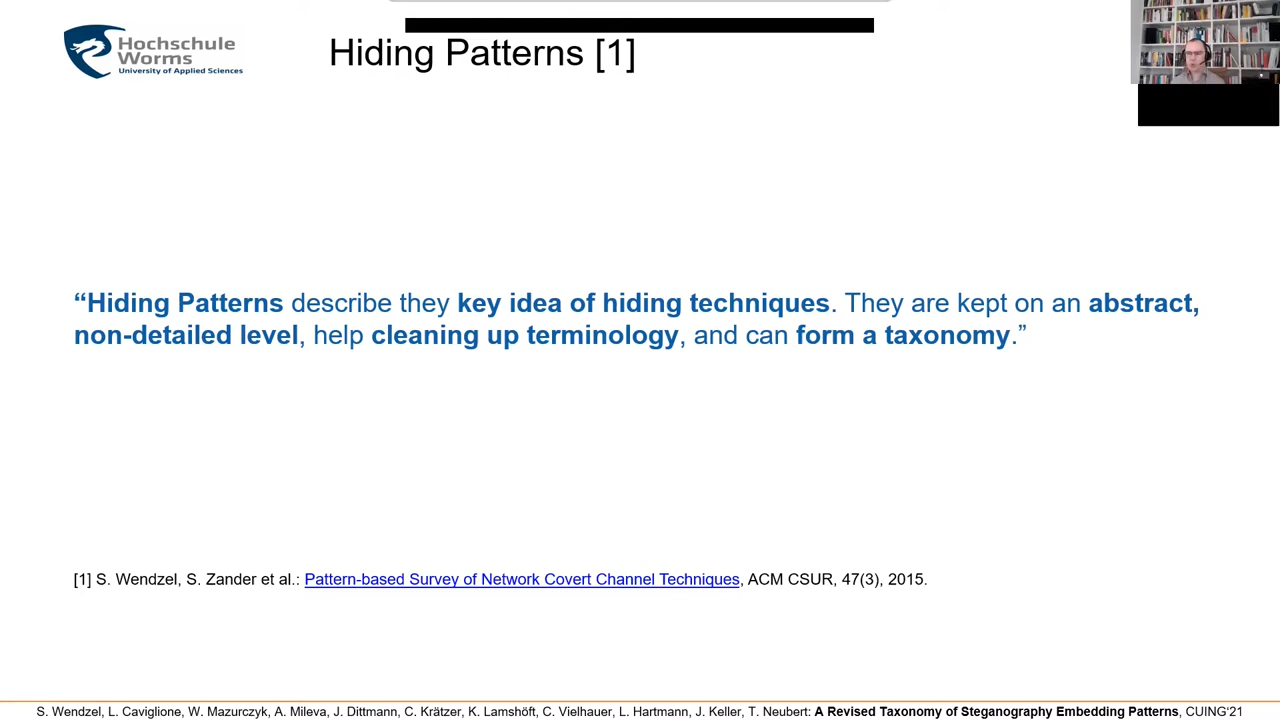 Hochschule
Worms
University of Applied Sciences
Hiding Patterns [1]
“Hiding Patterns describe they key idea of hiding techniques. They are kept on an abstract,
non-detailed level, help cleaning up terminology, and can form a taxonomy.”
[1] S. Wendzel, S. Zander et al.: Pattern-based Survey of Network Covert Channel Techniques, ACM CSUR, 47(3), 2015.
S. Wendzel, L. Caviglione, W. Mazurczyk, A. Mileva, J. Dittmann, C. Krätzer, K. Lamshöft, C. Vielhauer, L. Hartmann, J. Keller, T. Neubert: A Revised Taxonomy of Steganography Embedding Patterns, CUING‘21